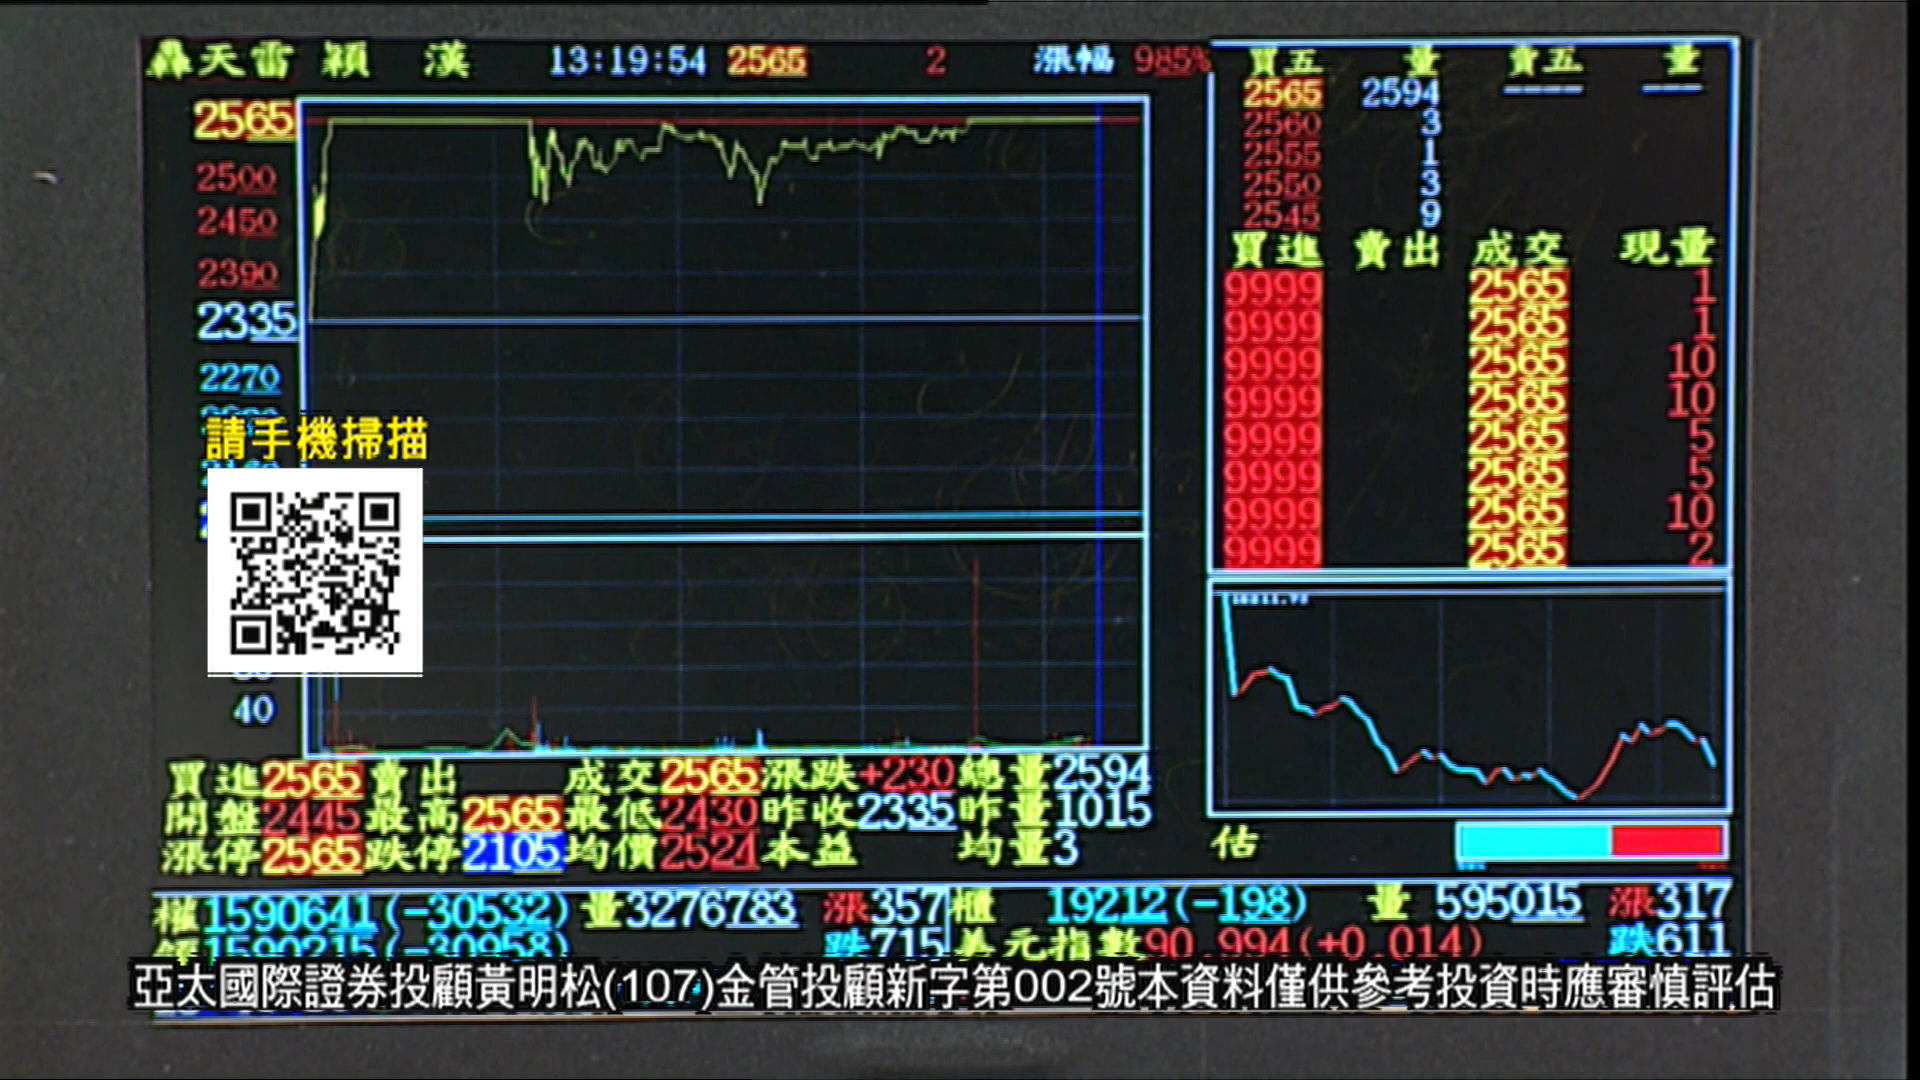 轟天雷 穎 漢 13:19:54 2565 2 漲幅 985%
買五 量 賣五 量
2565 2594 ---- ---
2560 3
2555 1
2550 3
2545 9
買進 賣出 成交 現量
9999 2565 1
9999 2565 1
9999 2565 10
9999 2565 10
9999 2565 5
9999 2565 5
9999 2565 10
9999 2565 2
2565
2500
2450
2390
2335
2270
請手機掃描
40
買進2565賣出 成交2565漲跌+230總量2594
開盤2445最高2565最低2430昨收2335昨量1015
漲停2565跌停2105均價2524本益 均量3
估
權1590641(-30532)量3276783 漲357
櫃 19212(-198) 量 595015 漲317
1590215(-30958) 跌715
美元指數90.994(+0.014) 跌611
亞太國際證券投顧黃明松(107)金管投顧新字第002號本資料僅供參考投資時應審慎評估